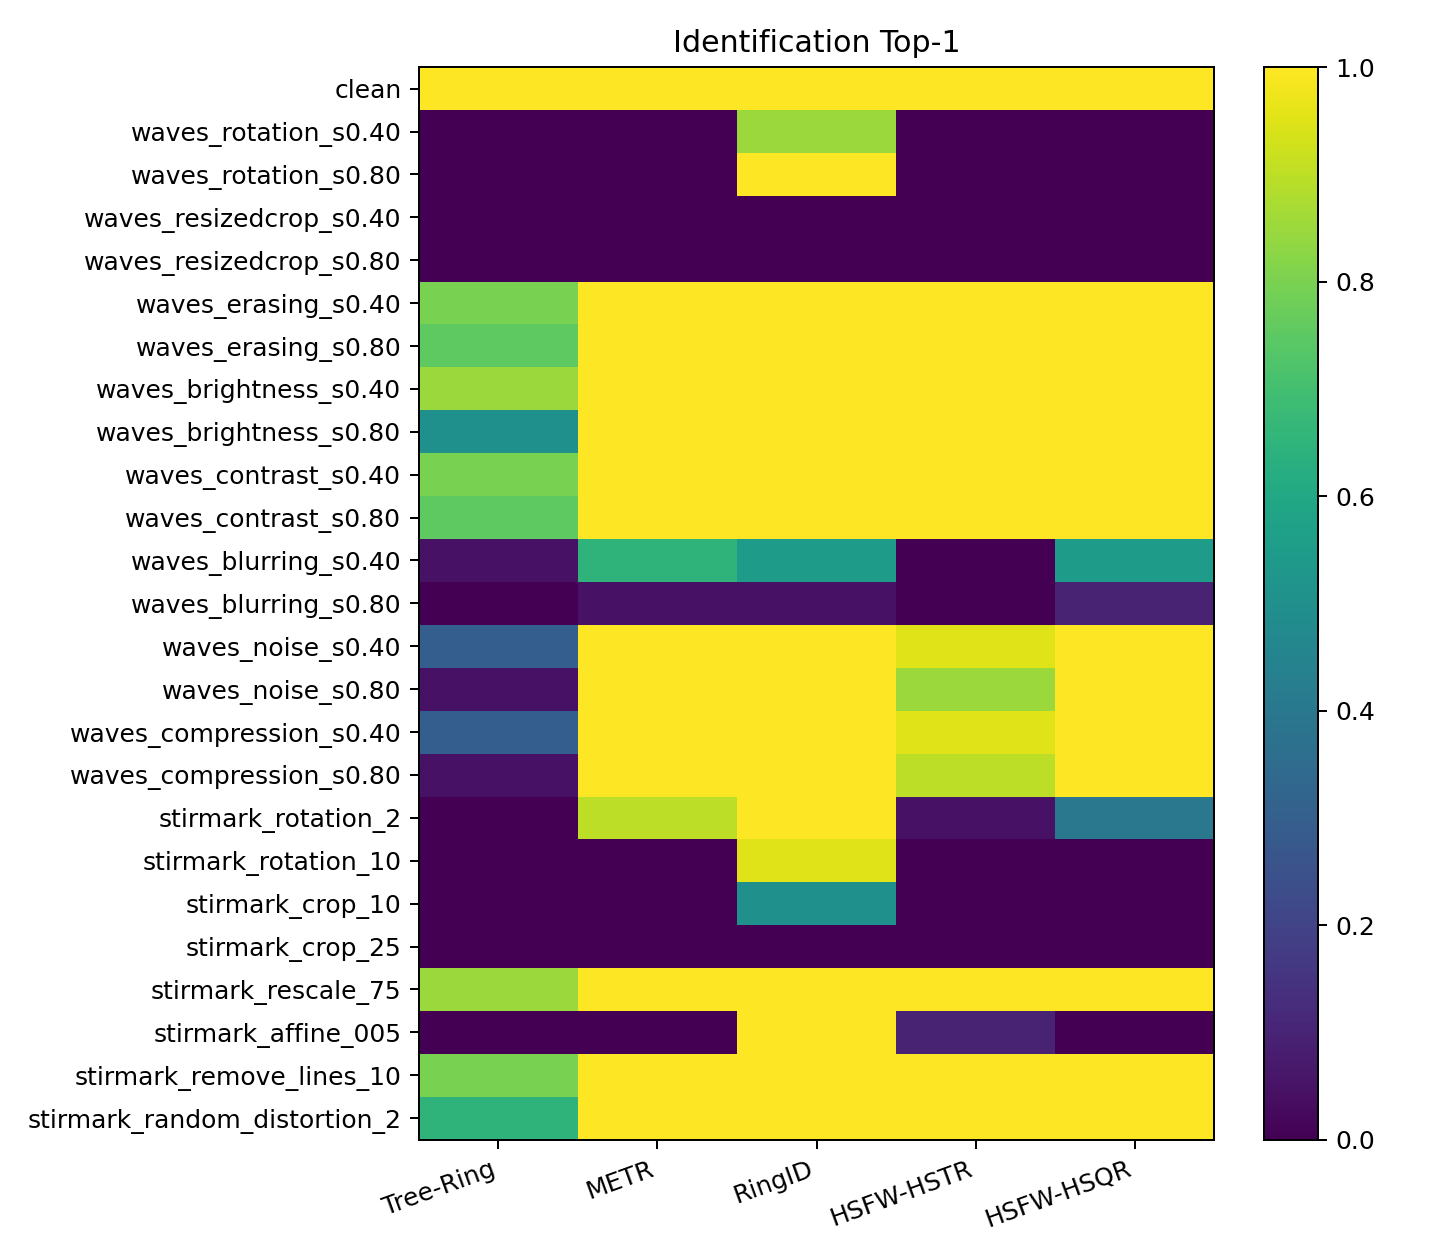 Identification Top-1
clean
waves_rotation_s0.40
waves_rotation_s0.80
waves_resizedcrop_s0.40
waves_resizedcrop_s0.80
waves_erasing_s0.40
waves_erasing_s0.80
waves_brightness_s0.40
waves_brightness_s0.80
waves_contrast_s0.40
waves_contrast_s0.80
waves_blurring_s0.40
waves_blurring_s0.80
waves_noise_s0.40
waves_noise_s0.80
waves_compression_s0.40
waves_compression_s0.80
stirmark_rotation_2
stirmark_rotation_10
stirmark_crop_10
stirmark_crop_25
stirmark_rescale_75
stirmark_affine_005
stirmark_remove_lines_10
stirmark_random_distortion_2
Tree-Ring
METR
RingID
HSFW-HSTR
HSFW-HSQR
1.0
0.8
0.6
0.4
0.2
0.0